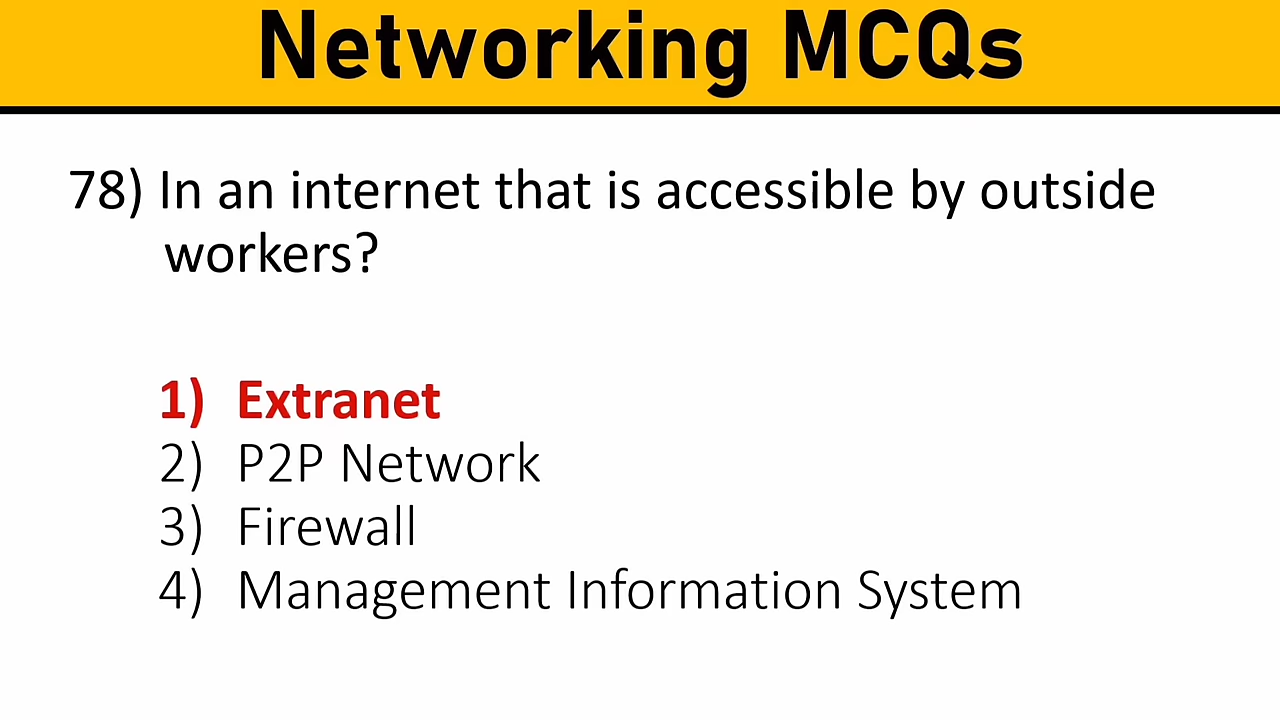 Networking MCQs
78) In an internet that is accessible by outside
workers?
1) Extranet
2) P2P Network
3) Firewall
4) Management Information System